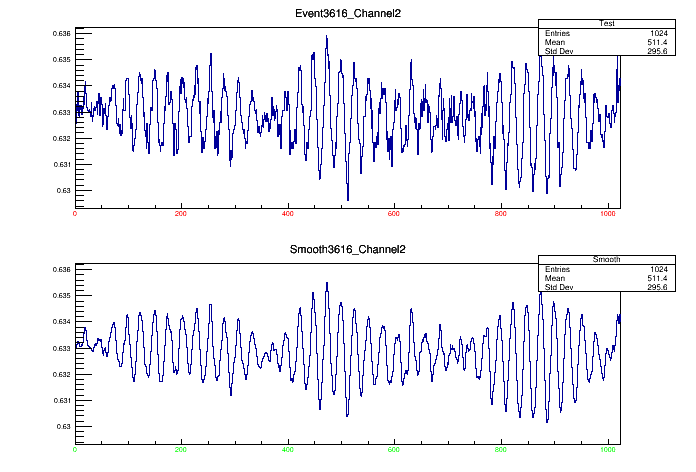 Event3616_Channel2
Test
Entries 1024
Mean 511.4
Std Dev 295.6
0.636
0.635
0.634
0.633
0.632
0.631
0.63
0 200 400 600 800 1000
Smooth3616_Channel2
Smooth
Entries 1024
Mean 511.4
Std Dev 295.6
0.636
0.635
0.634
0.633
0.632
0.631
0.63
0 200 400 600 800 1000